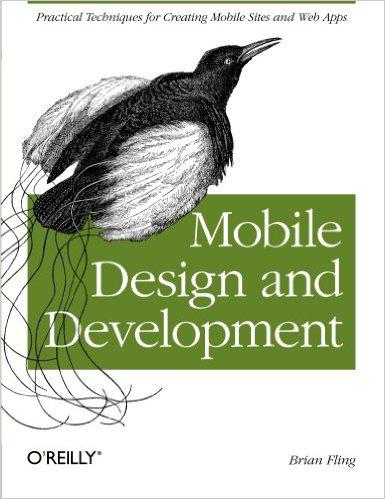 Practical Techniques for Creating Mobile Sites and Web Apps
Mobile
Design and
Development
O'REILLY®
Brian Fling